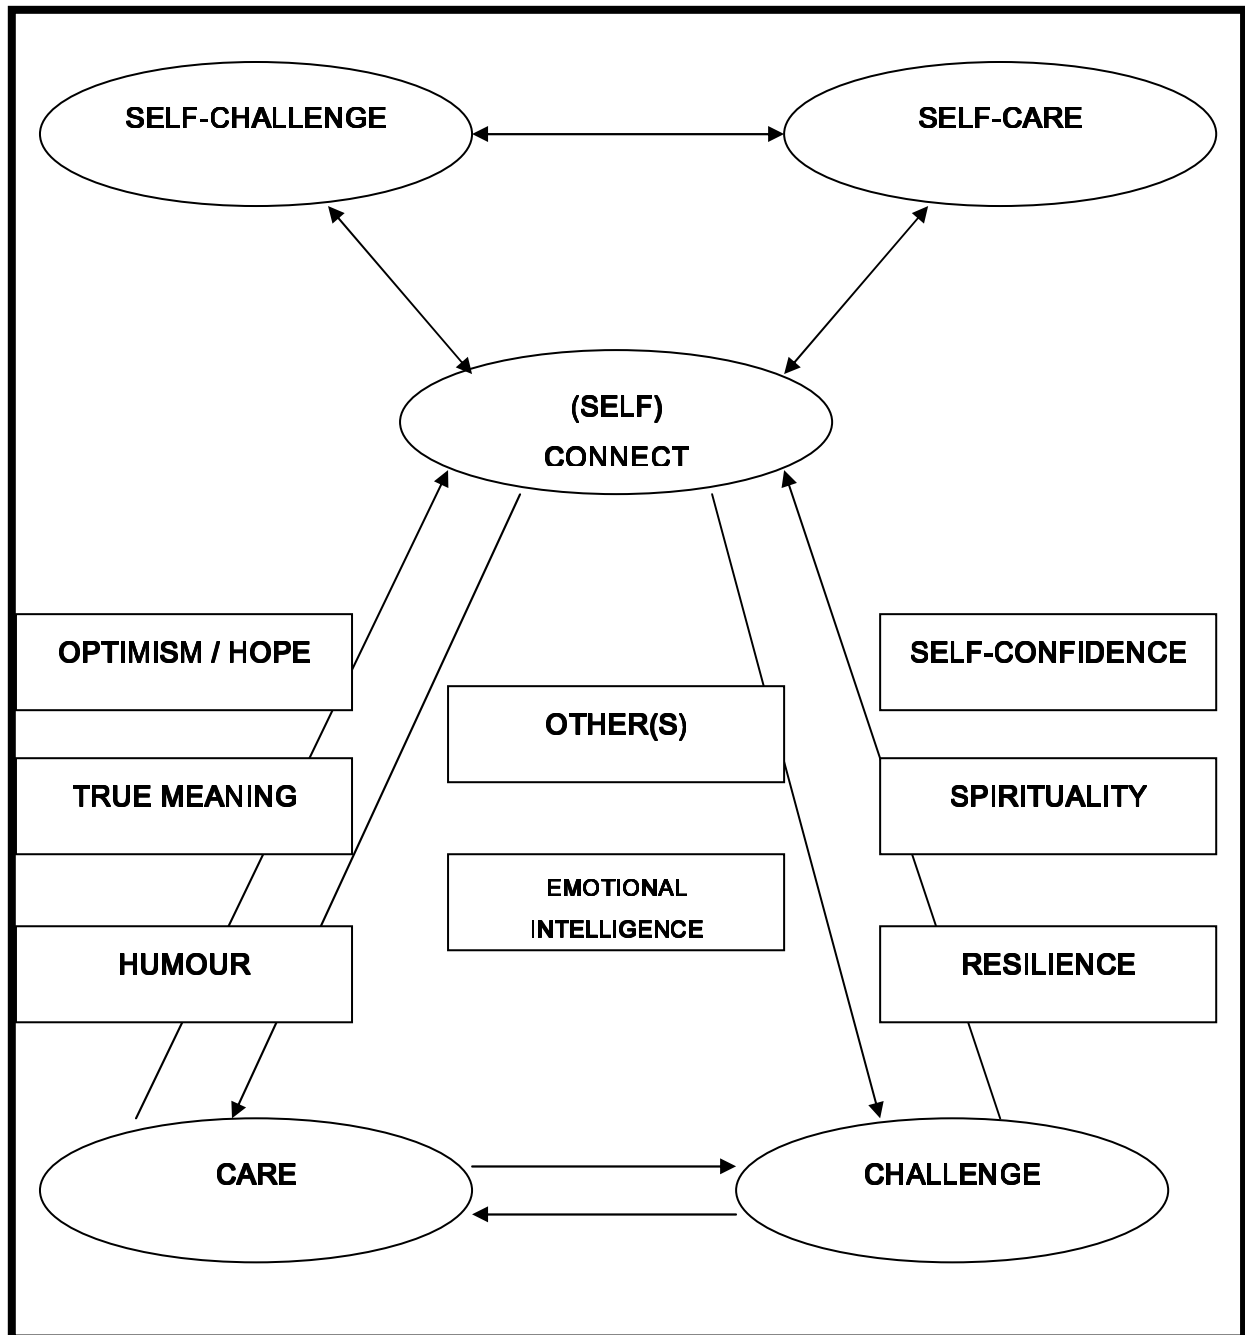 SELF-CHALLENGE
SELF-CARE
(SELF)
CONNECT
OPTIMISM / HOPE
SELF-CONFIDENCE
OTHER(S)
TRUE MEANING
SPIRITUALITY
EMOTIONAL
INTELLIGENCE
HUMOUR
RESILIENCE
CARE
CHALLENGE